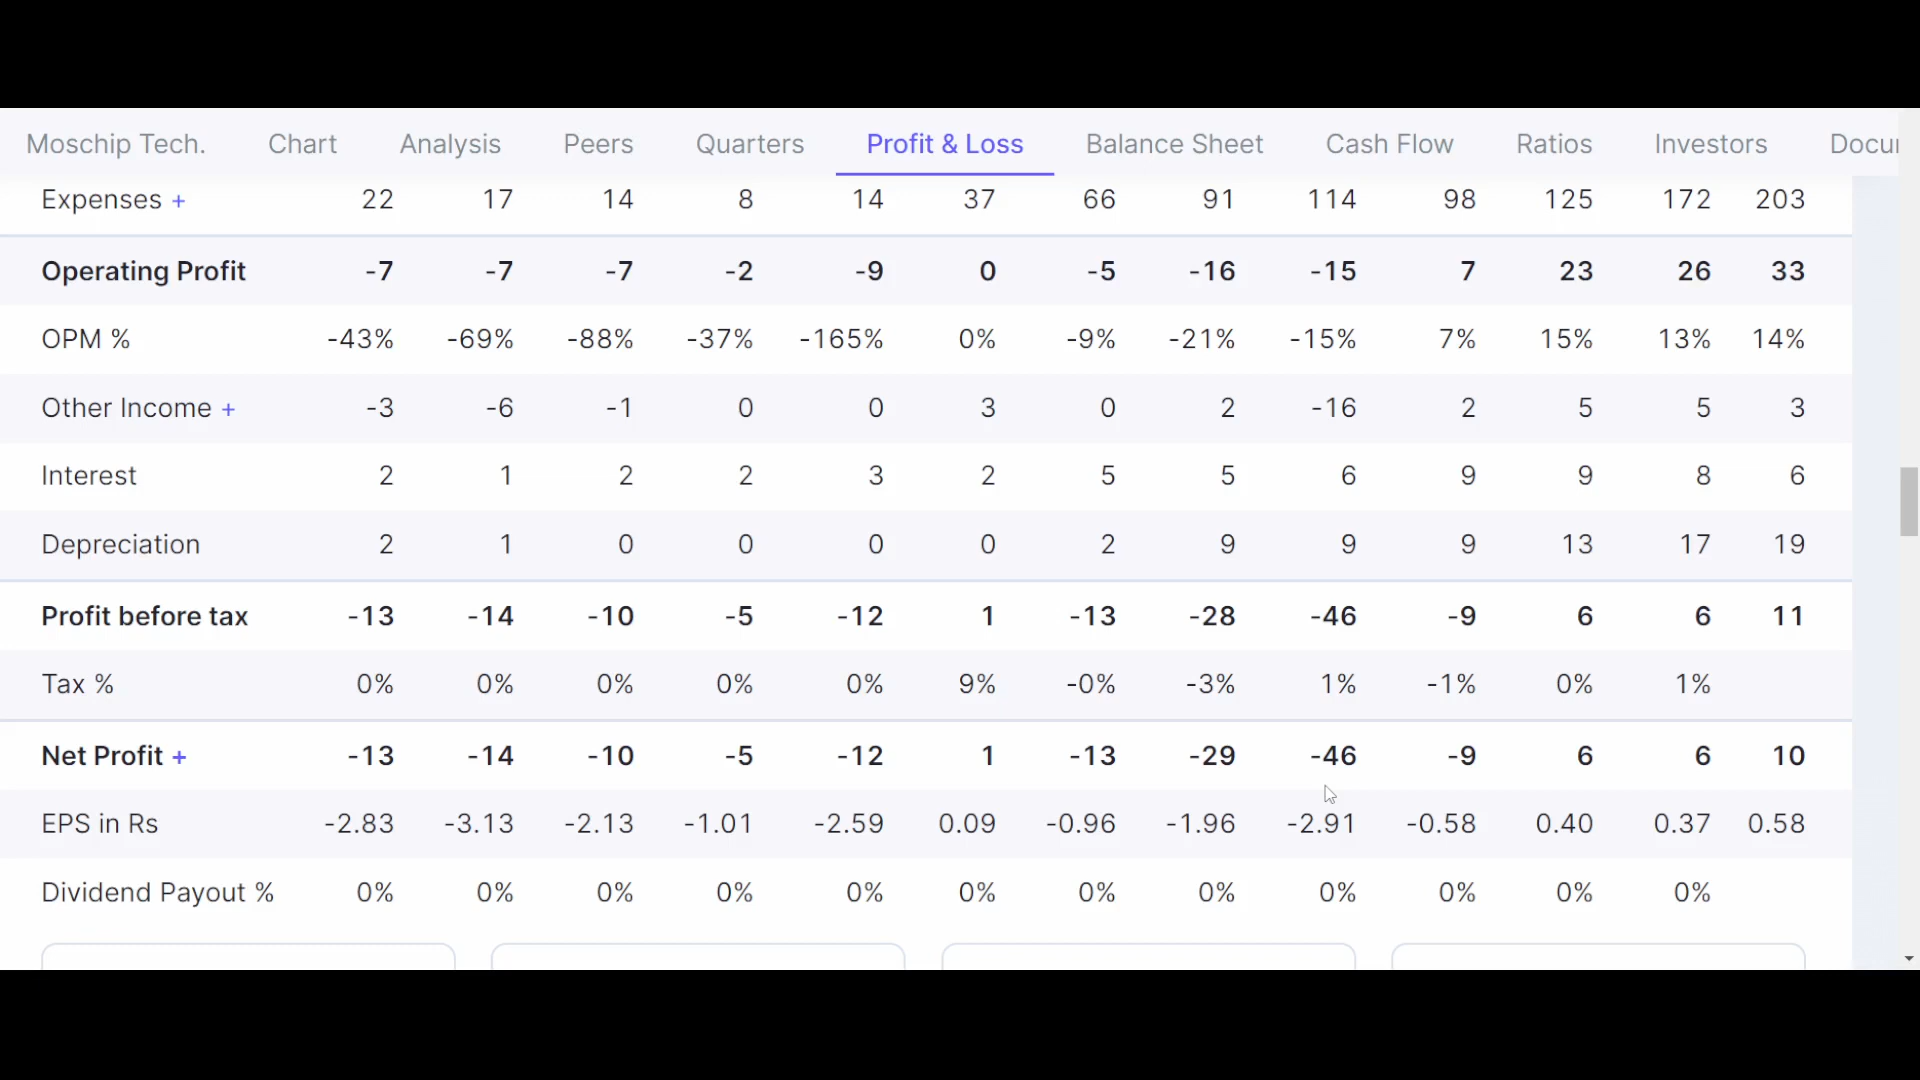 Moschip Tech. Chart Analysis Peers Quarters Profit & Loss Balance Sheet Cash Flow Ratios Investors Docu
Expenses + 22 17 14 8 14 37 66 91 114 98 125 172 203
Operating Profit -7 -7 -7 -2 -9 0 -5 -16 -15 7 23 26 33
OPM % -43% -69% -88% -37% -165% 0% -9% -21% -15% 7% 15% 13% 14%
Other Income + -3 -6 -1 0 0 3 0 2 -16 2 5 5 3
Interest 2 1 2 2 3 2 5 5 6 9 9 8 6
Depreciation 2 1 0 0 0 0 2 9 9 9 13 17 19
Profit before tax -13 -14 -10 -5 -12 1 -13 -28 -46 -9 6 6 11
Tax % 0% 0% 0% 0% 0% 9% -0% -3% 1% -1% 0% 1%
Net Profit + -13 -14 -10 -5 -12 1 -13 -29 -46 -9 6 6 10
EPS in Rs -2.83 -3.13 -2.13 -1.01 -2.59 0.09 -0.96 -1.96 -2.91 -0.58 0.40 0.37 0.58
Dividend Payout % 0% 0% 0% 0% 0% 0% 0% 0% 0% 0% 0% 0%